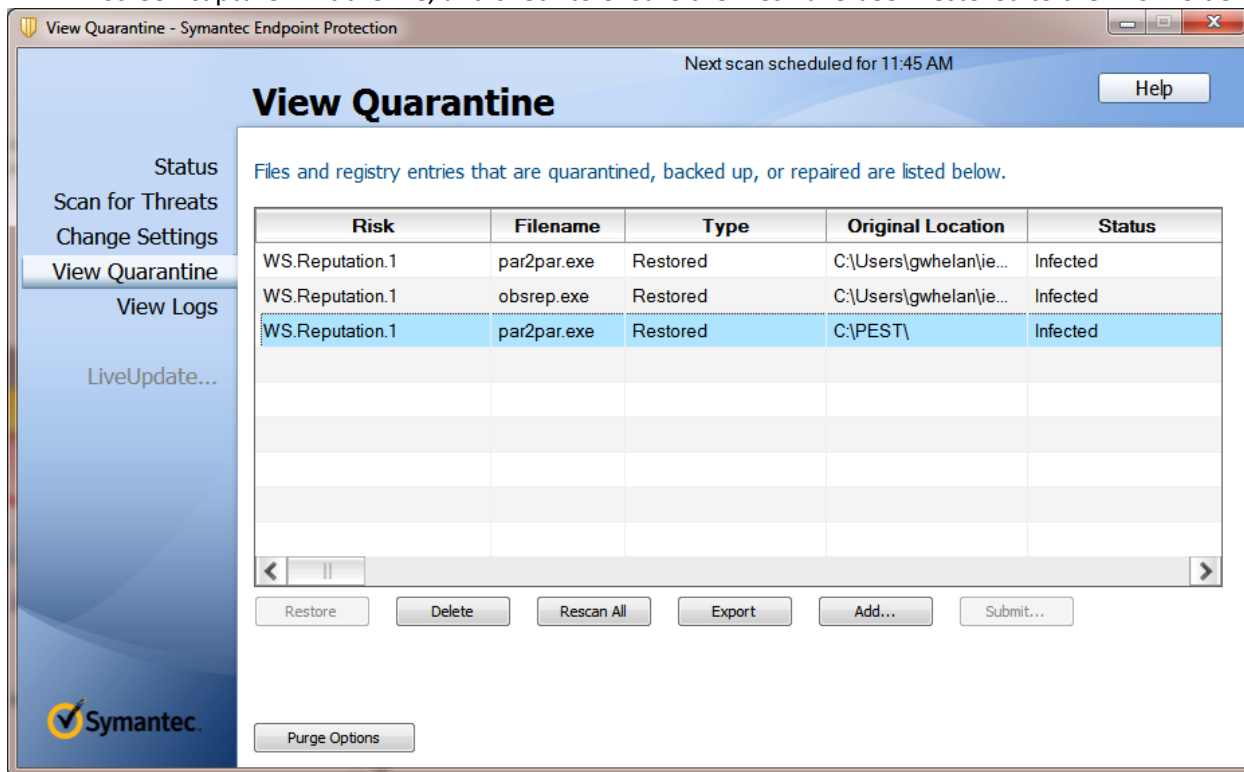 View Quarantine - Symantec Endpoint Protection
Next scan scheduled for 11:45 AM
Help
View Quarantine
Status
Scan for Threats
Change Settings
View Quarantine
View Logs
LiveUpdate...
Files and registry entries that are quarantined, backed up, or repaired are listed below.
Risk Filename Type Original Location Status
WS.Reputation.1 par2par.exe Restored C:\Users\gwhelan\ie... Infected
WS.Reputation.1 obsrep.exe Restored C:\Users\gwhelan\ie... Infected
WS.Reputation.1 par2par.exe Restored C:\PEST\ Infected
Restore Delete Rescan All Export Add... Submit...
Symantec.
Purge Options